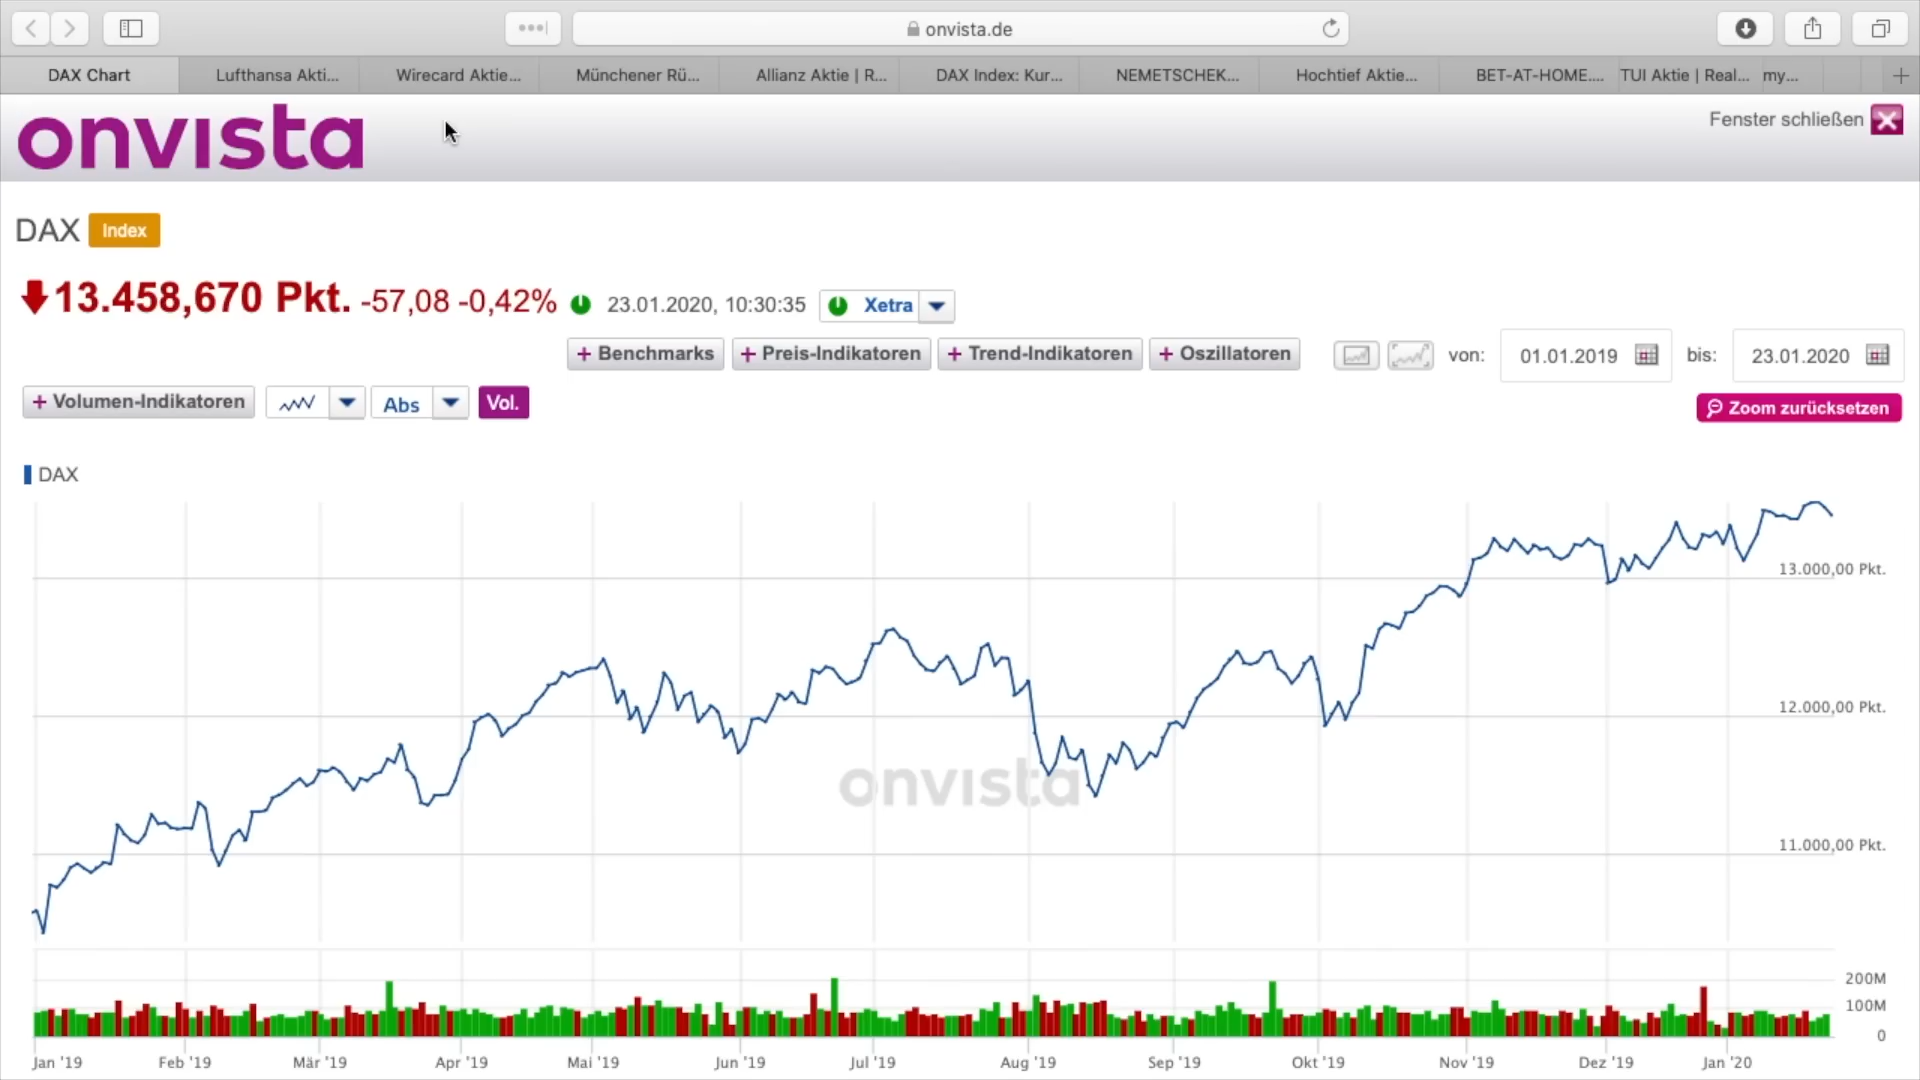 onvista.de
DAX Chart
Lufthansa Akti...
Wirecard Aktie...
Münchener Rü...
Allianz Aktie | R...
DAX Index: Kur...
NEMETSCHEK...
Hochtief Aktie...
BET-AT-HOME....
TUI Aktie | Real...
my...
onvista
Fenster schließen
DAX Index
13.458,670 Pkt. -57,08 -0,42% 23.01.2020, 10:30:35 Xetra
+ Benchmarks + Preis-Indikatoren + Trend-Indikatoren + Oszillatoren von: 01.01.2019 bis: 23.01.2020
+ Volumen-Indikatoren Abs Vol. Zoom zurücksetzen
DAX
13.000,00 Pkt.
12.000,00 Pkt.
onvista
11.000,00 Pkt.
200M
100M
0
Jan '19 Feb '19 Mär '19 Apr '19 Mai '19 Jun '19 Jul '19 Aug '19 Sep '19 Okt '19 Nov '19 Dez '19 Jan '20